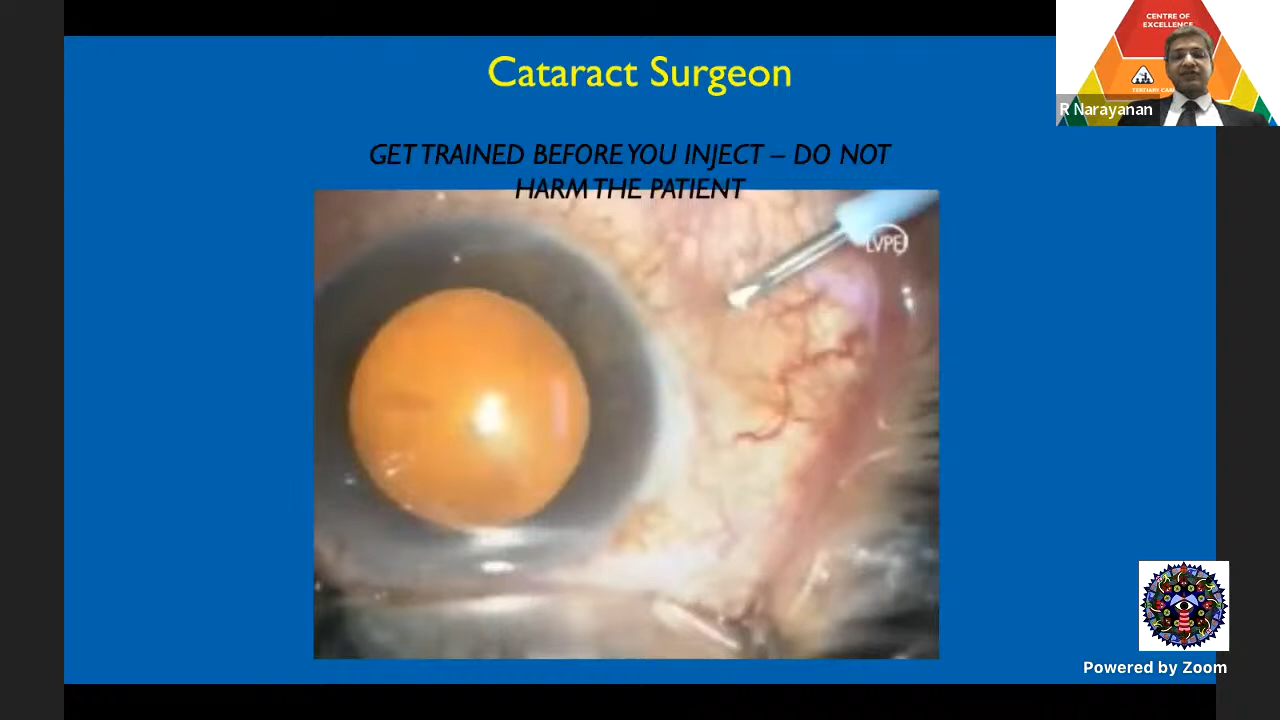 Cataract Surgeon
GET TRAINED BEFORE YOU INJECT – DO NOT
HARM THE PATIENT
LVPEI
CENTRE OF
EXCELLENCE
R Narayanan
Powered by Zoom